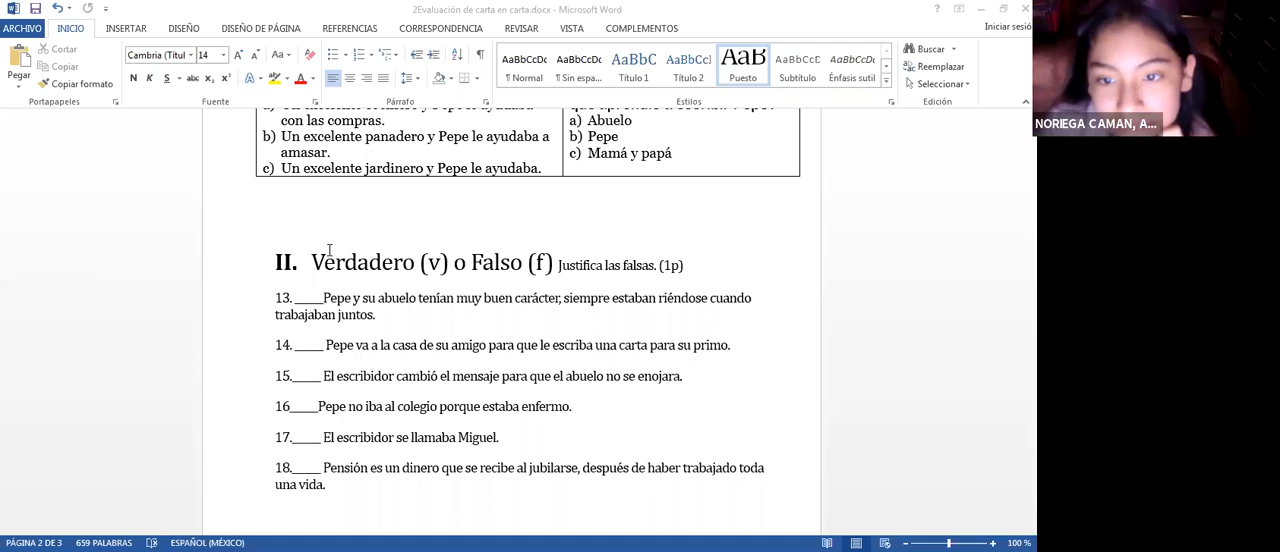 2Evaluación de carta en carta.docx - Microsoft Word
ARCHIVO INICIO INSERTAR DISEÑO DISEÑO DE PÁGINA REFERENCIAS CORRESPONDENCIA REVISAR VISTA COMPLEMENTOS Iniciar sesió
Pegar
Cortar
Copiar
Copiar formato
Cambria (Títul 14
N K S abc
AaBbCcDc AaBbCcDc AaBbC AaBbC AaB AaBbCcD AaBbCcDc
¶ Normal ¶ Sin espa... Título 1 Título 2 Puesto Subtítulo Énfasis sutil
Buscar
Reemplazar
Seleccionar
Portapapeles Fuente Párrafo Estilos Edición
NORIEGA CAMAN, A...
con las compras.
b) Un excelente panadero y Pepe le ayudaba a
amasar.
c) Un excelente jardinero y Pepe le ayudaba.
a) Abuelo
b) Pepe
c) Mamá y papá
II. Verdadero (v) o Falso (f) Justifica las falsas. (1p)
13. _____Pepe y su abuelo tenían muy buen carácter, siempre estaban riéndose cuando
trabajaban juntos.
14. _____ Pepe va a la casa de su amigo para que le escriba una carta para su primo.
15._____ El escribidor cambió el mensaje para que el abuelo no se enojara.
16_____Pepe no iba al colegio porque estaba enfermo.
17._____ El escribidor se llamaba Miguel.
18._____ Pensión es un dinero que se recibe al jubilarse, después de haber trabajado toda
una vida.
PÁGINA 2 DE 3 659 PALABRAS ESPAÑOL (MÉXICO) 100 %